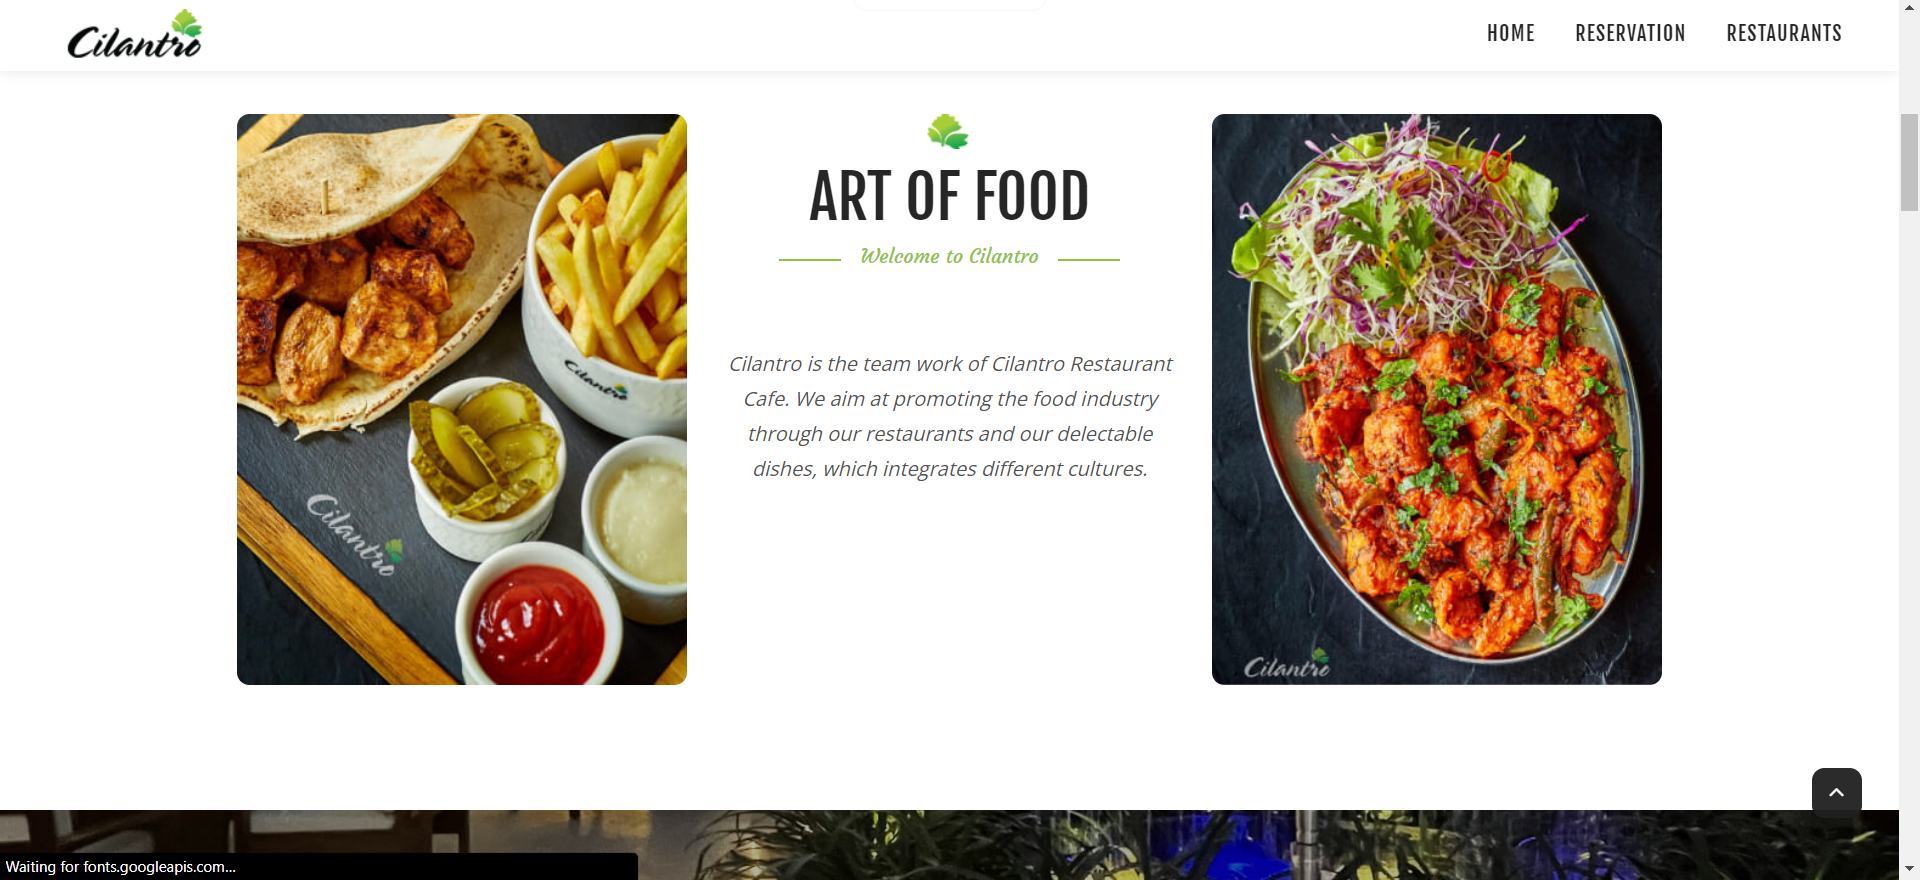 Cilantro
HOME
RESERVATION
RESTAURANTS
ART OF FOOD
Welcome to Cilantro
Cilantro is the team work of Cilantro Restaurant
Cafe. We aim at promoting the food industry
through our restaurants and our delectable
dishes, which integrates different cultures.
Cilantro
Cilantro
Cilantro
Waiting for fonts.googleapis.com...